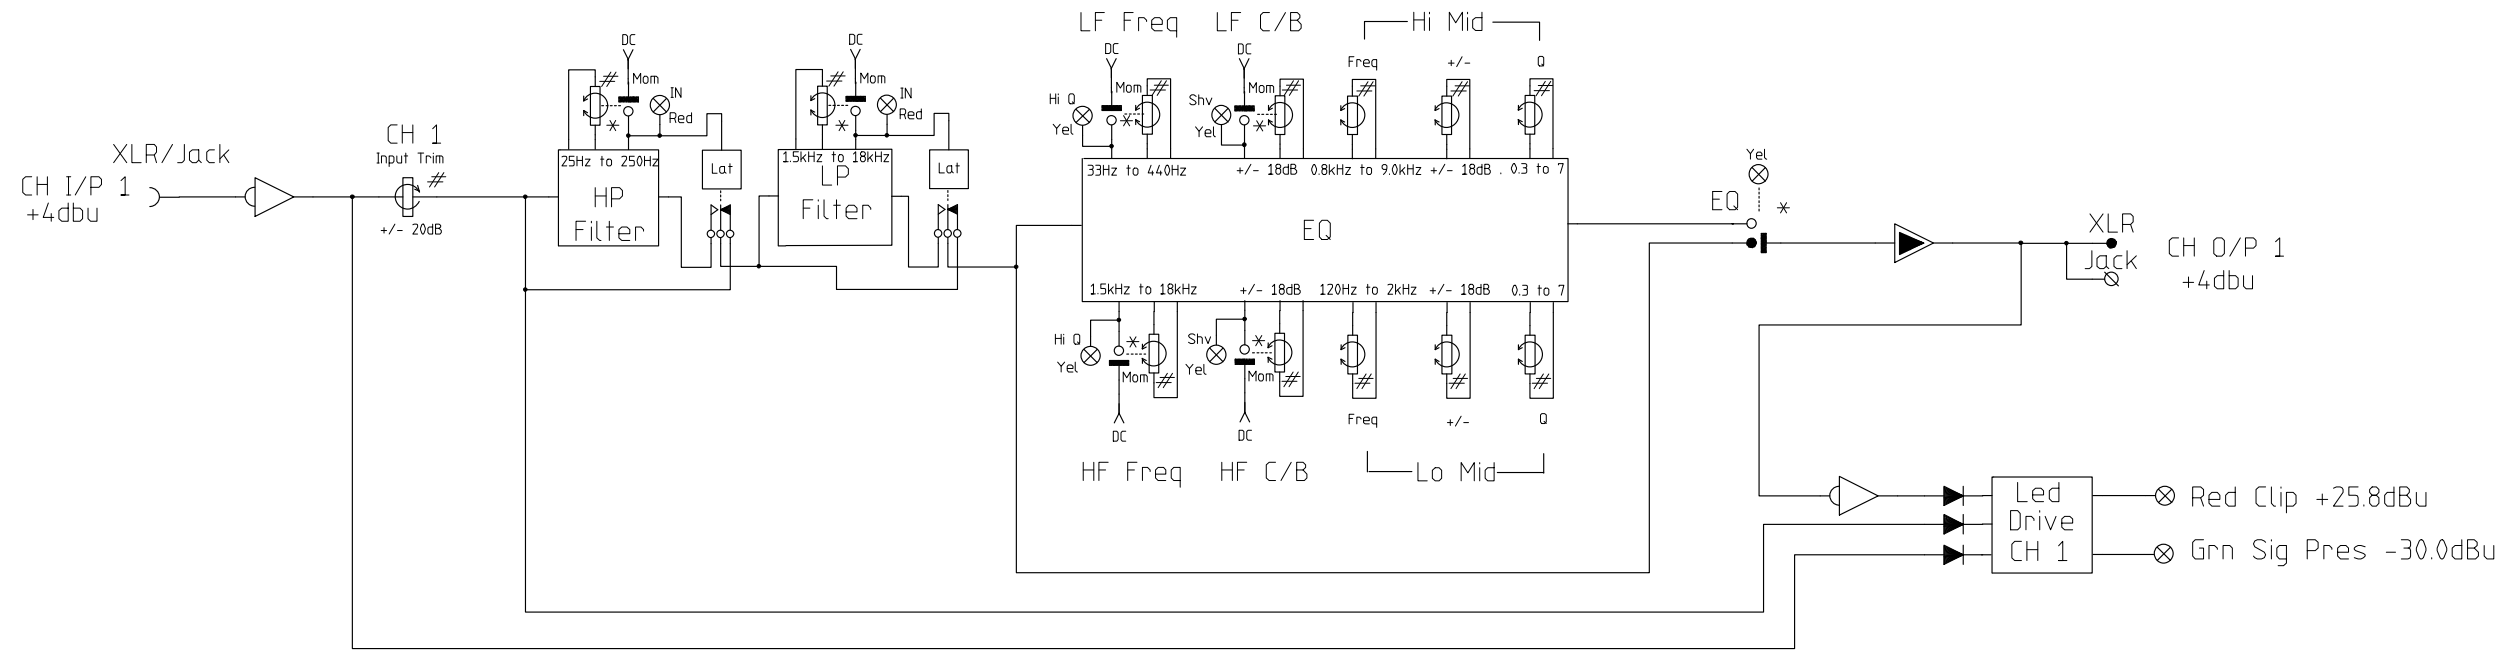 LF Freq
LF C/B
Hi Mid
DC
DC
DC
DC
Freq
+/-
Q
Mom
IN
Red
Mom
IN
Red
Mom
Hi Q
Yel
Mom
Shv
Yel
*
*
*
*
CH 1
Input Trim
XLR/Jack
CH I/P 1
+4dbu
+/- 20dB
25Hz to 250Hz
HP
Filter
Lat
1.5kHz to 18kHz
LP
Filter
Lat
33Hz to 440Hz
+/- 18dB
0.8kHz to 9.0kHz
+/- 18dB .
0.3 to 7
EQ
1.5kHz to 18kHz
+/- 18dB
120Hz to 2kHz
+/- 18dB
0.3 to 7
Yel
EQ
*
XLR
Jack
CH O/P 1
+4dbu
Hi Q
Yel
*
Mom
DC
Shv
Yel
*
Mom
DC
Freq
+/-
Q
HF Freq
HF C/B
Lo Mid
Led
Drive
CH 1
Red Clip +25.8dBu
Grn Sig Pres -30.0dBu